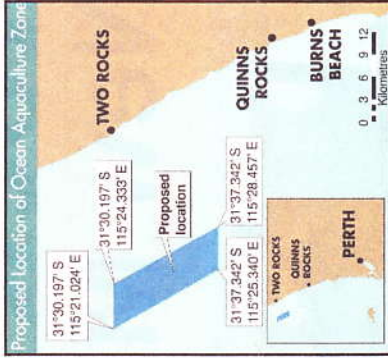 Proposed Location of Ocean Aquaculture Zone
TWO ROCKS
31°30.197' S
115°21.024' E
31°30.197' S
115°24.333' E
Proposed
location
QUINNS
ROCKS
BURNS
BEACH
31°37.342' S
115°25.340' E
31°37.342' S
115°28.457' E
TWO ROCKS
QUINNS
ROCKS
PERTH
0 3 6 9 12
Kilometres